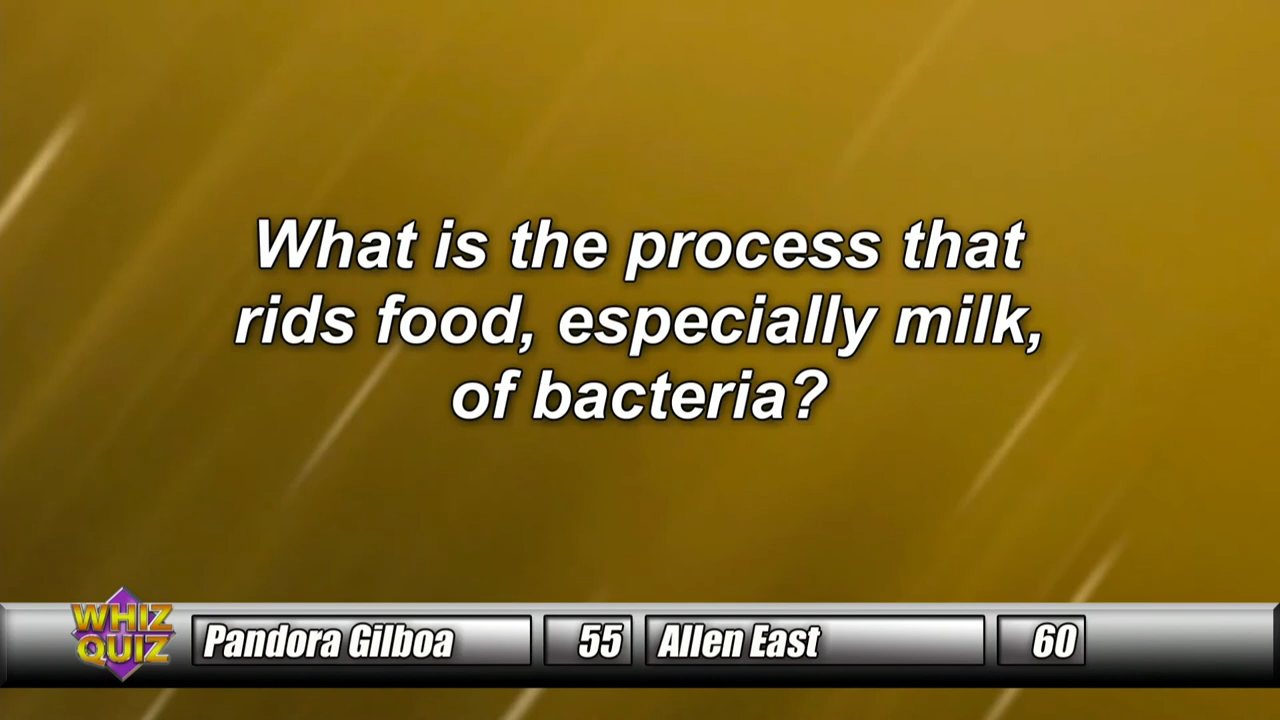 What is the process that
rids food, especially milk,
of bacteria?
WHIZ
QUIZ
Pandora Gilboa 55 Allen East 60